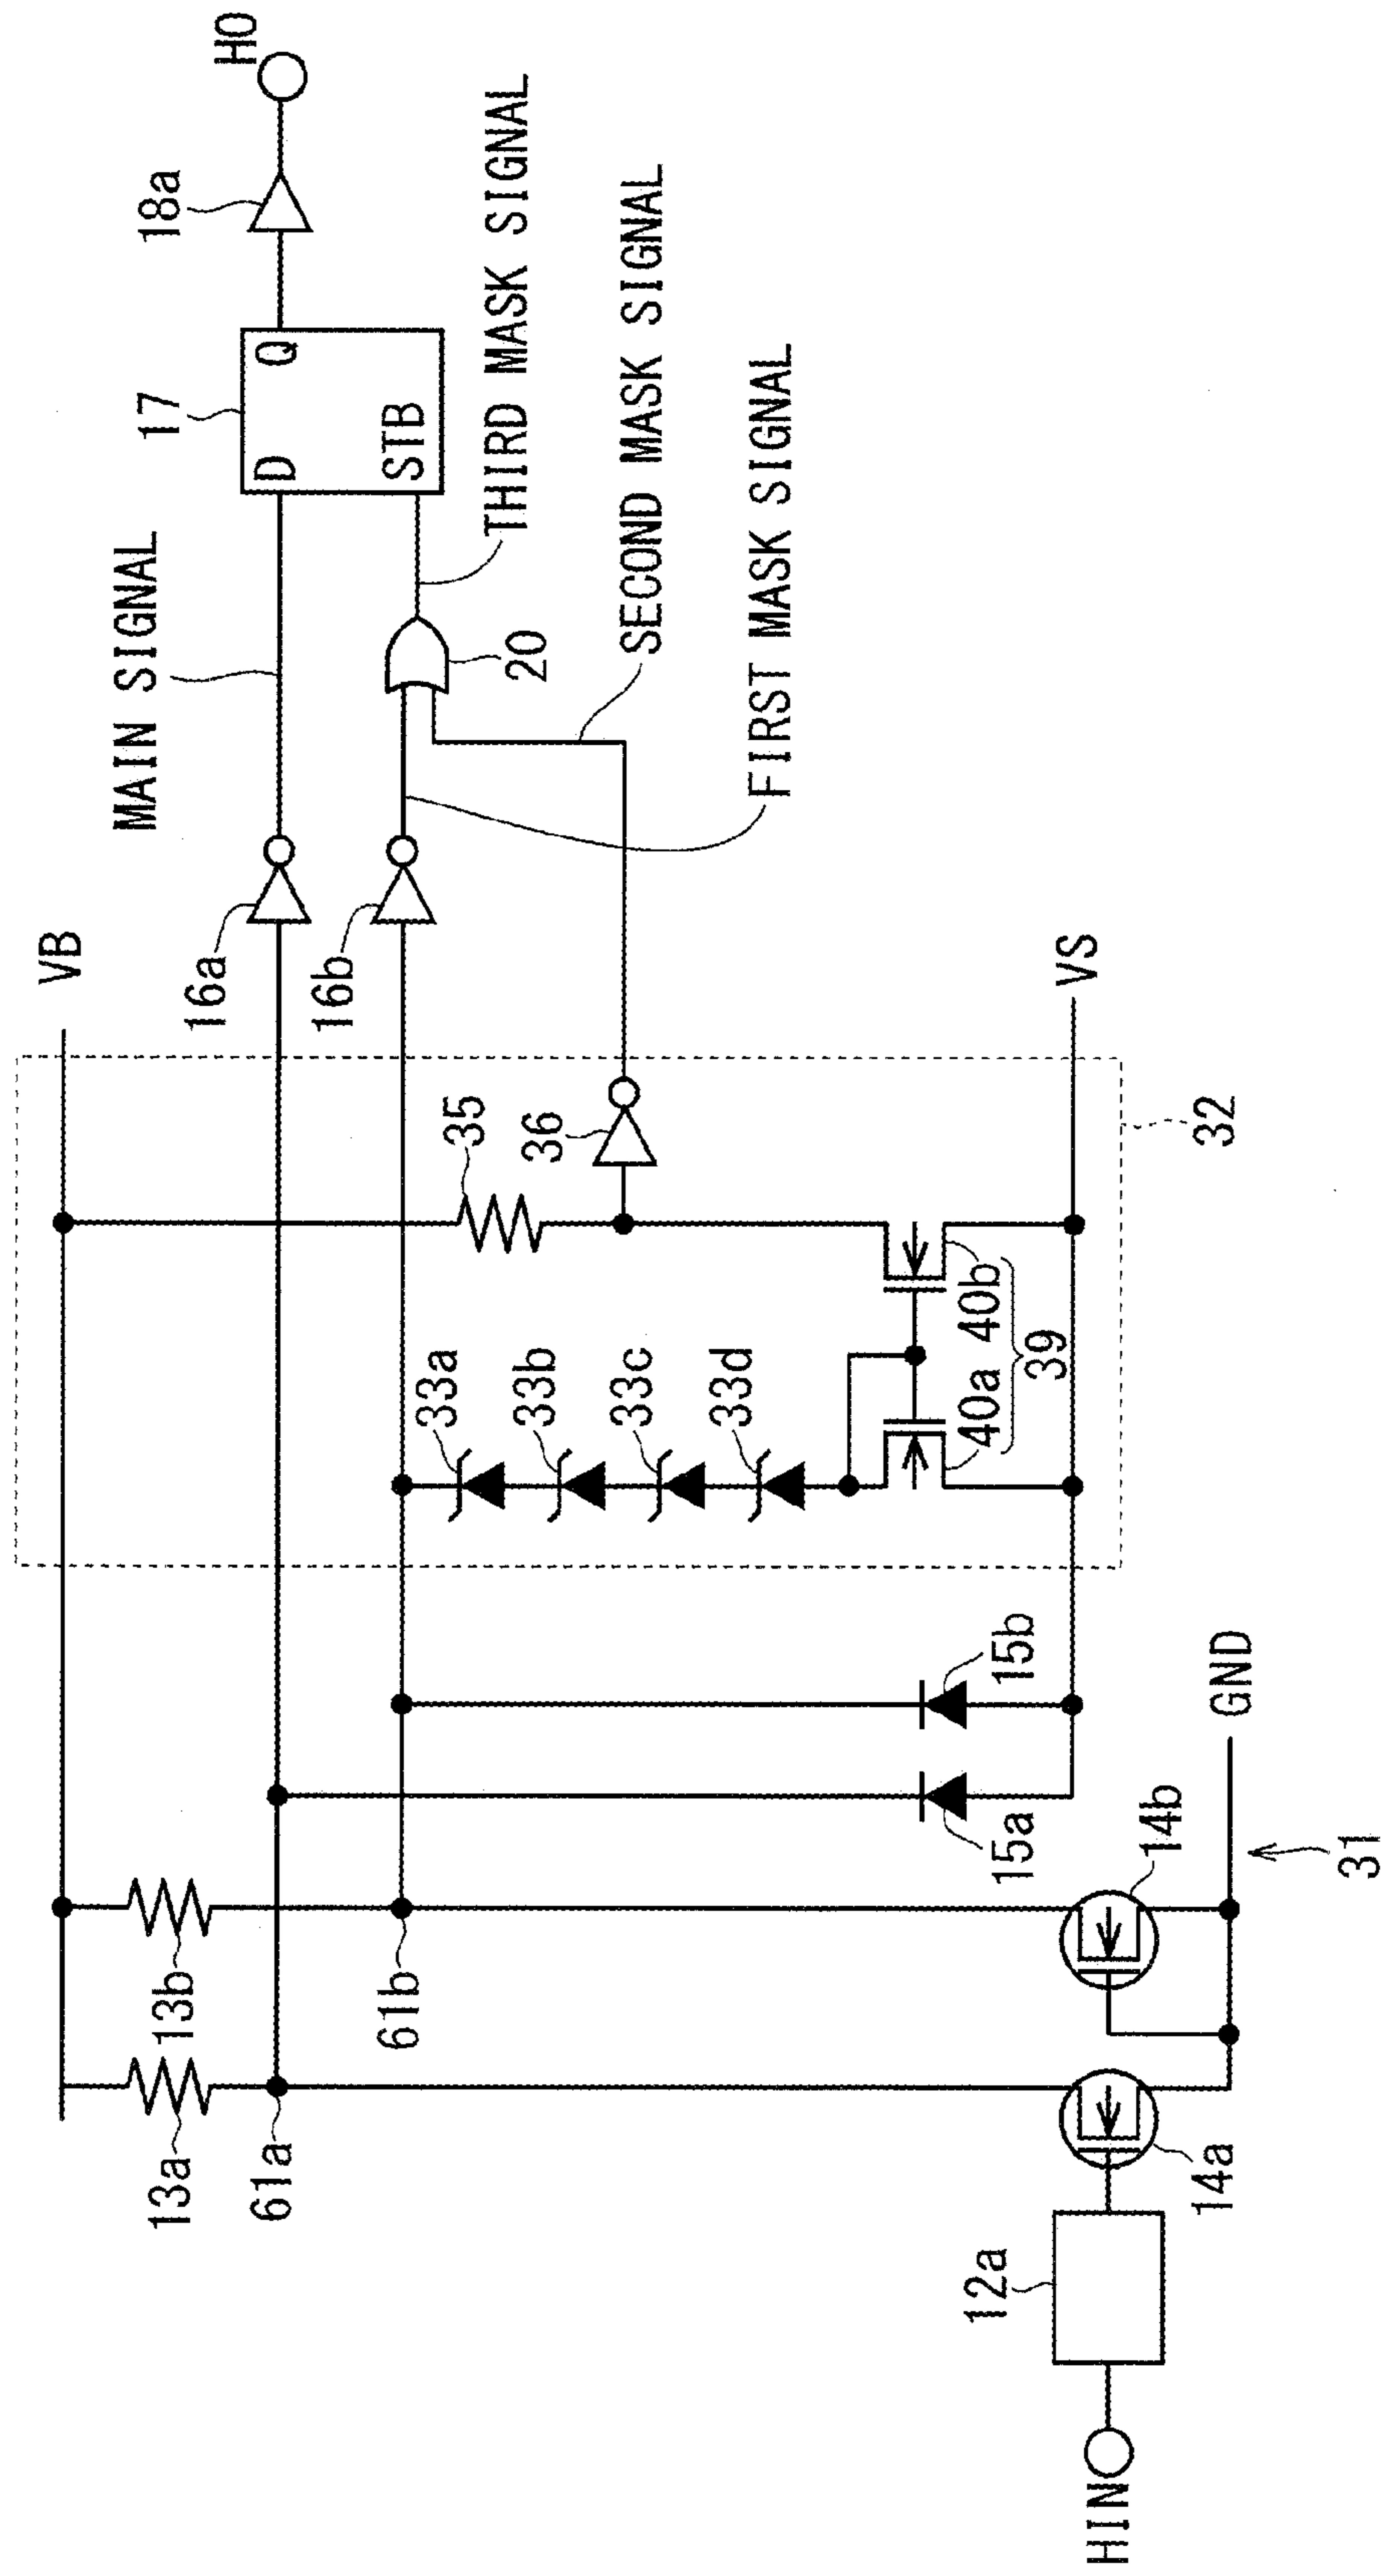 HIN
12a
14a
13a
61a
13b
61b
14b
31
GND
15a
15b
33a
33b
33c
33d
40a
40b
39
35
36
32
VB
VS
16a
16b
MAIN SIGNAL
20
FIRST MASK SIGNAL
SECOND MASK SIGNAL
THIRD MASK SIGNAL
17
D
Q
STB
18a
HO